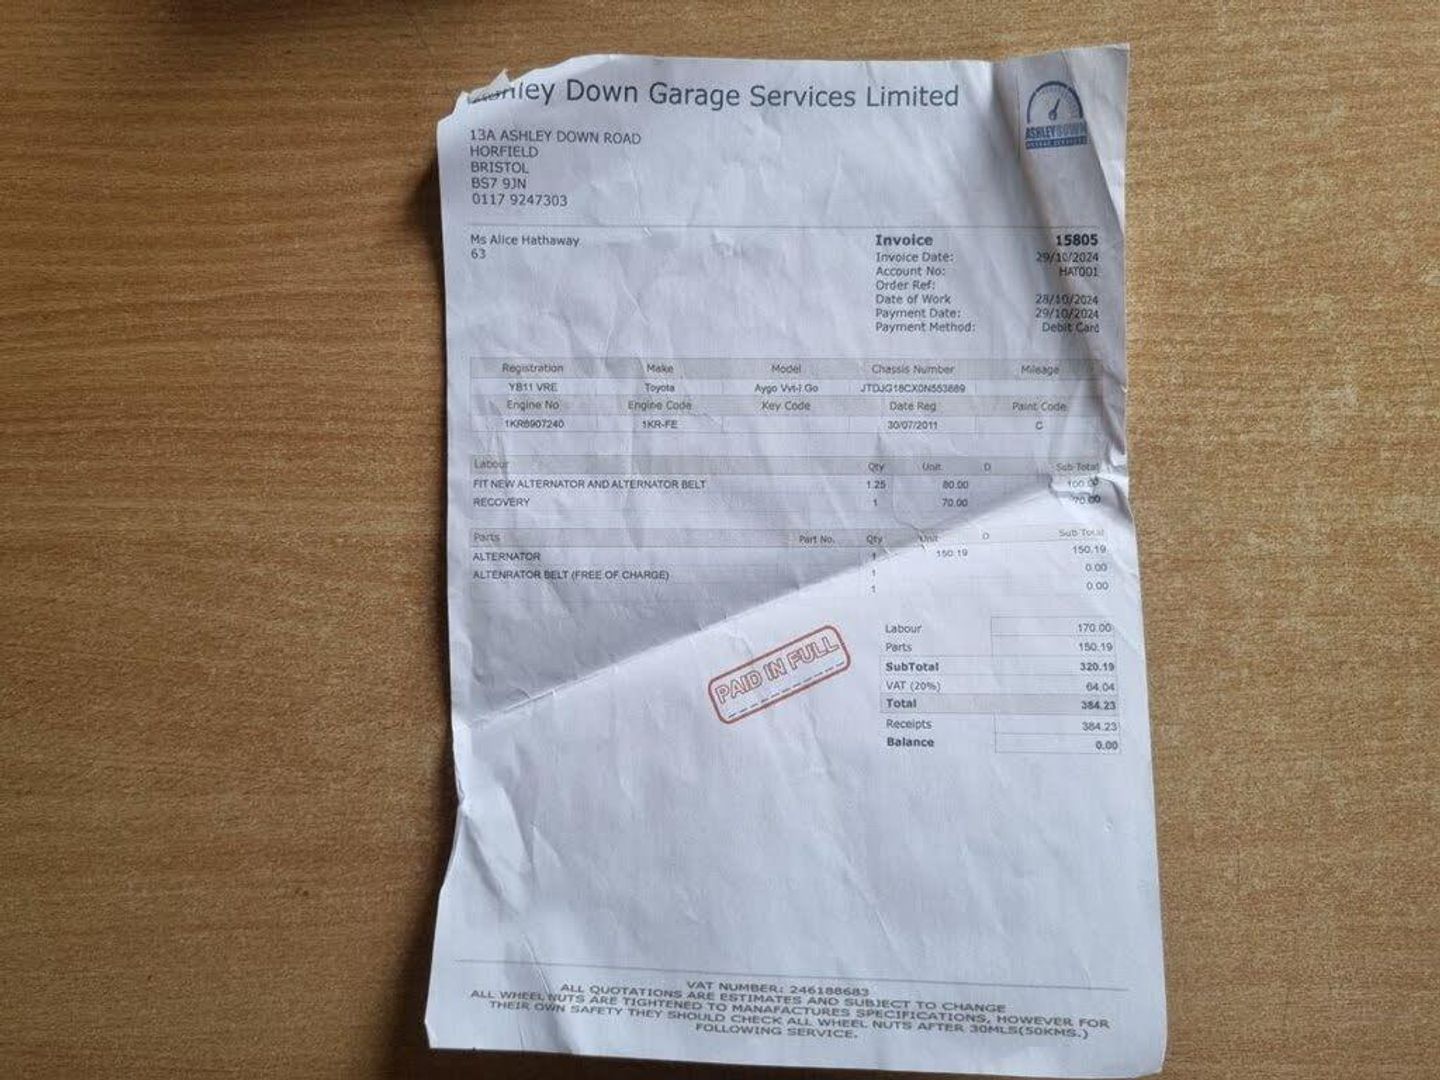 Ashley Down Garage Services Limited
ASHLEY DOWN
13A ASHLEY DOWN ROAD
HORFIELD
BRISTOL
BS7 9JN
0117 9247303
Ms Alice Hathaway
63
Invoice 15805
Invoice Date: 29/10/2024
Account No: HAT001
Order Ref:
Date of Work 28/10/2024
Payment Date: 29/10/2024
Payment Method: Debit Card
Registration Make Model Chassis Number Mileage
YB11 VRE Toyota Aygo Vvt-I Go JTDJG18CX0N553889
Engine No Engine Code Key Code Date Reg Paint Code
1KR8907240 1KR-FE 30/07/2011 C
Labour Qty Unit D Sub Total
FIT NEW ALTERNATOR AND ALTERNATOR BELT 1.25 80.00 100.00
RECOVERY 1 70.00 70.00
Parts Part No. Qty Unit D Sub Total
ALTERNATOR 1 150.19 150.19
ALTENRATOR BELT (FREE OF CHARGE) 1 0.00
1 0.00
Labour 170.00
Parts 150.19
SubTotal 320.19
VAT (20%) 64.04
Total 384.23
Receipts 384.23
Balance 0.00
PAID IN FULL
VAT NUMBER: 246188683
ALL QUOTATIONS ARE ESTIMATES AND SUBJECT TO CHANGE
ALL WHEEL NUTS ARE TIGHTENED TO MANAFACTURES SPECIFICATIONS, HOWEVER FOR
THEIR OWN SAFETY THEY SHOULD CHECK ALL WHEEL NUTS AFTER 30MLS(50KMS.)
FOLLOWING SERVICE.